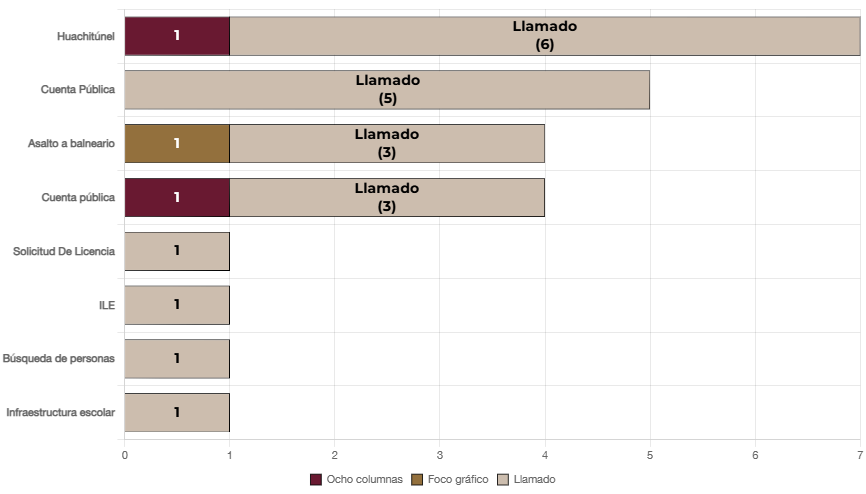 Huachitúnel
1
Llamado
(6)
Cuenta Pública
Llamado
(5)
Asalto a balneario
1
Llamado
(3)
Cuenta pública
1
Llamado
(3)
Solicitud De Licencia
1
ILE
1
Búsqueda de personas
1
Infraestructura escolar
1
0 1 2 3 4 5 6 7
Ocho columnas Foco gráfico Llamado